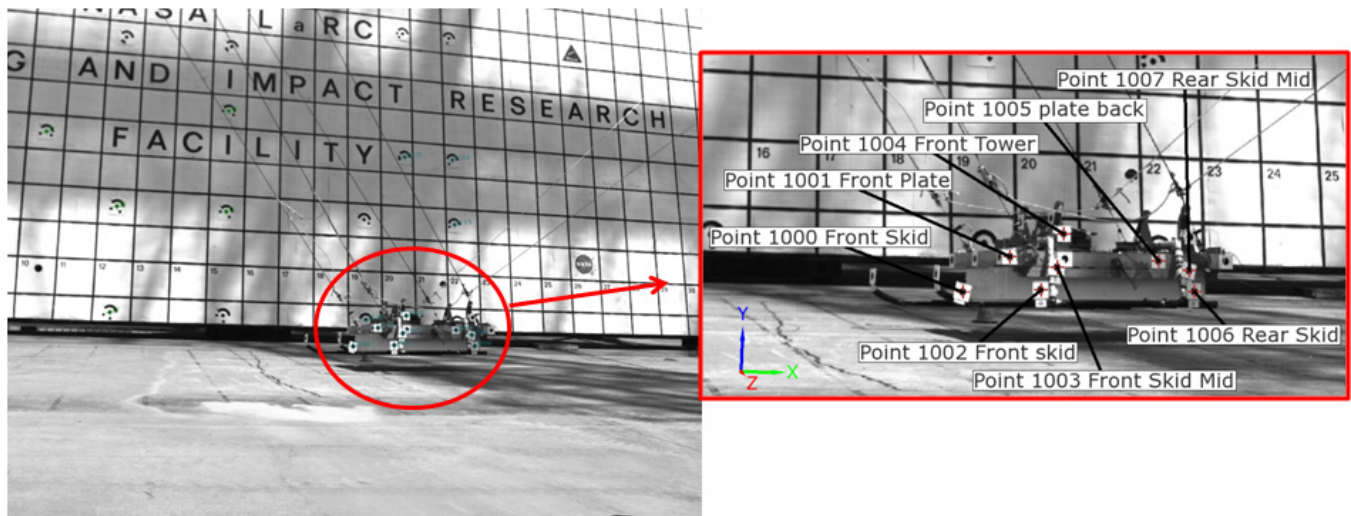 NASA LaRC
G AND IMPACT RESEARCH
FACILITY
10 11 12 13 14 15 16 17 18 19 20 21 22 23 24 25 26 27
NASA
Point 1007 Rear Skid Mid
Point 1005 plate back
Point 1004 Front Tower
Point 1001 Front Plate
Point 1000 Front Skid
16 17 18 19 20 21 22 23 24 25
Point 1006 Rear Skid
Point 1002 Front skid
Point 1003 Front Skid Mid
Y
X
Z